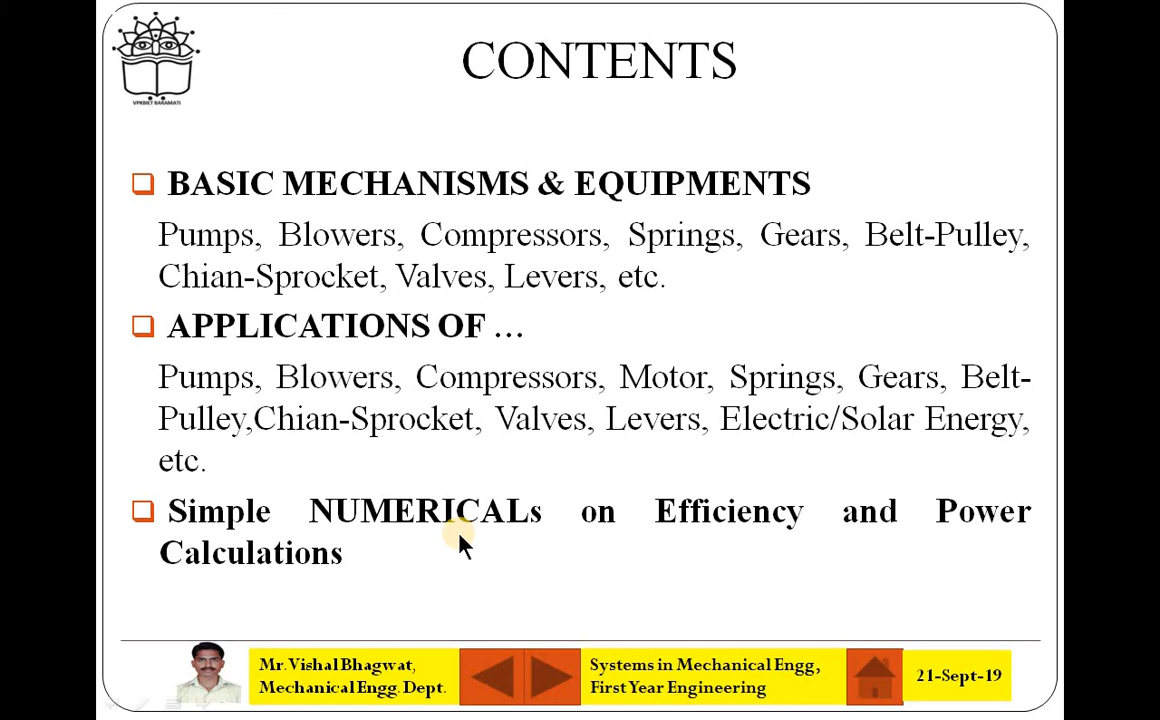 CONTENTS
VPKBIET BARAMATI
BASIC MECHANISMS & EQUIPMENTS
Pumps, Blowers, Compressors, Springs, Gears, Belt-Pulley,
Chian-Sprocket, Valves, Levers, etc.
APPLICATIONS OF ...
Pumps, Blowers, Compressors, Motor, Springs, Gears, Belt-
Pulley,Chian-Sprocket, Valves, Levers, Electric/Solar Energy,
etc.
Simple NUMERICALs on Efficiency and Power
Calculations
Mr. Vishal Bhagwat,
Mechanical Engg. Dept.
Systems in Mechanical Engg,
First Year Engineering
21-Sept-19